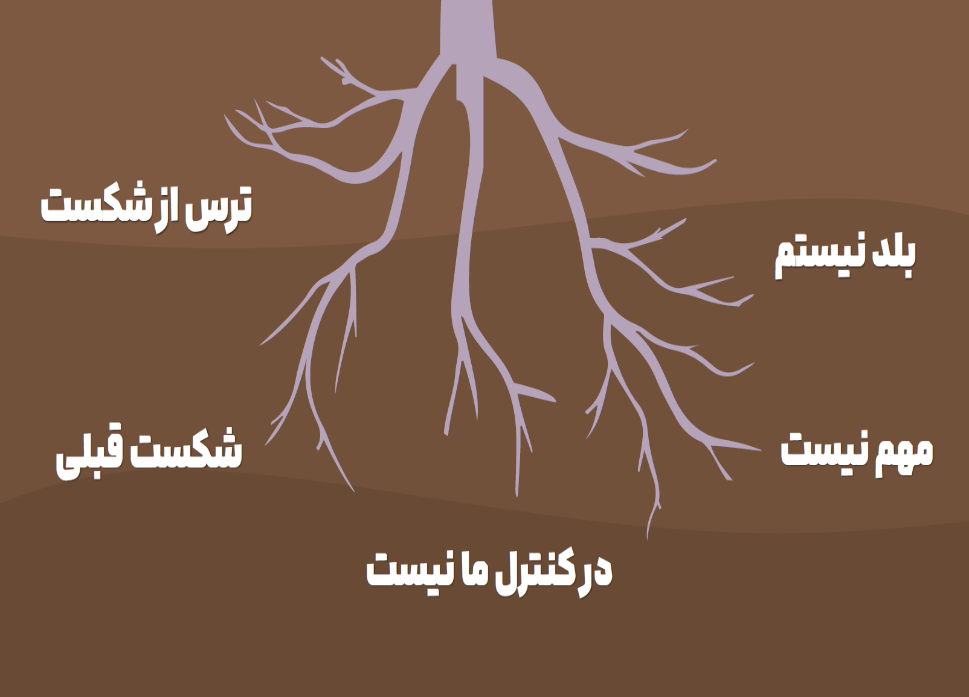 ترس از شکست
بلد نیستم
شکست قبلی
مهم نیست
در کنترل ما نیست